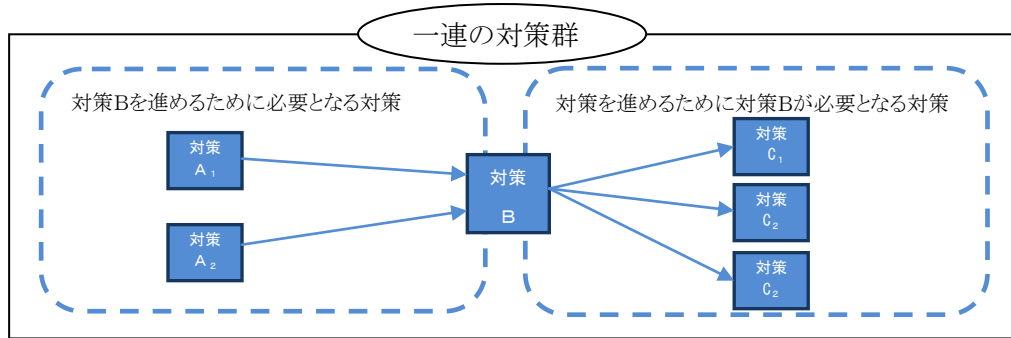 一連の対策群
対策Bを進めるために必要となる対策
対策を進めるために対策Bが必要となる対策
対策
A₁
対策
A₂
対策
B
対策
C₁
対策
C₂
対策
C₂